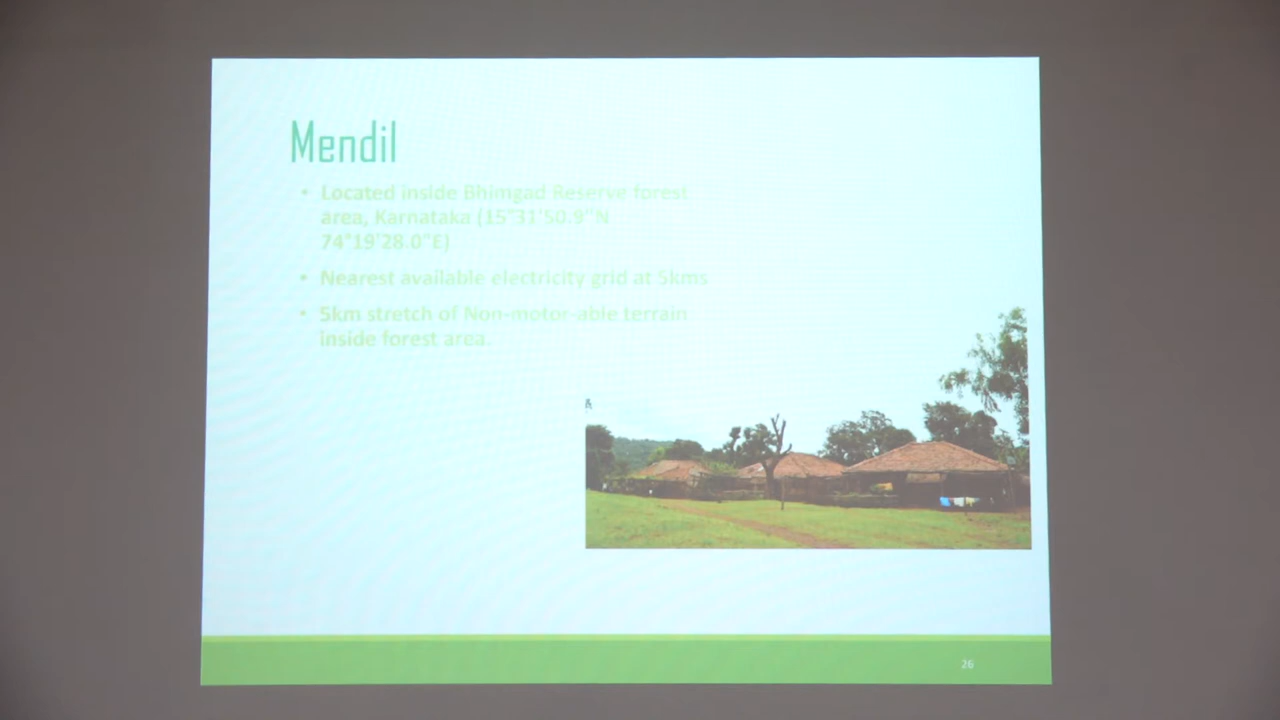 Mendil
• Located inside Bhimgad Reserve forest
area, Karnataka (15°31'50.9"N
74°19'28.0"E)
• Nearest available electricity grid at 5kms
• 5km stretch of Non-motor-able terrain
inside forest area.
&
26